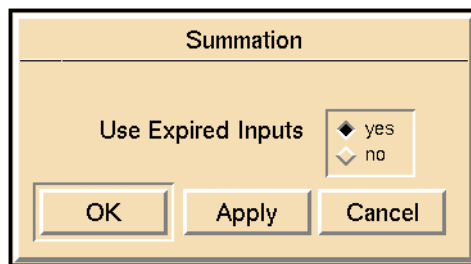 Summation
Use Expired Inputs
yes
no
OK Apply Cancel